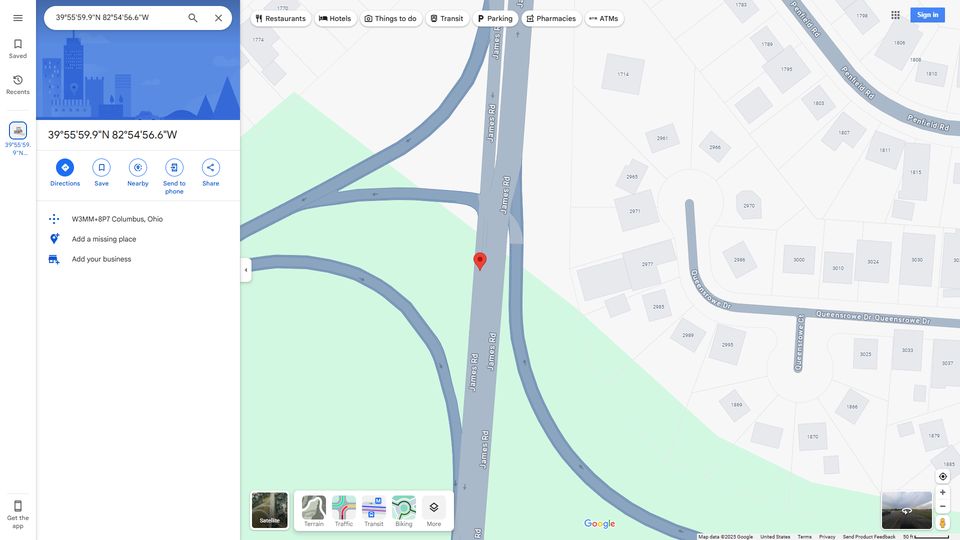 39°55'59.9"N 82°54'56.6"W
Restaurants
Hotels
Things to do
Transit
Parking
Pharmacies
ATMs
Sign in
Saved
Recents
39°55'59.
9"N...
39°55'59.9"N 82°54'56.6"W
Directions
Save
Nearby
Send to
phone
Share
W3MM+8P7 Columbus, Ohio
Add a missing place
Add your business
Get the
app
James Rd
James Rd
James Rd
James Rd
James Rd
James Rd
Penfield Rd
Penfield Rd
Penfield Rd
Queensrowe Dr
Queensrowe Dr
Queensrowe Dr
Queensrowe Ct
1774
1714
1789
1795
1798
1806
1808
1810
1803
1807
1811
1815
2961
2966
2965
2971
2970
2977
2986
3000
3010
3024
3030
2985
2989
2995
3025
3033
3037
1869
1866
1870
1879
Satellite
Terrain
Traffic
Transit
Biking
More
Google
Map data ©2025 Google
United States
Terms
Privacy
Send Product Feedback
50 ft